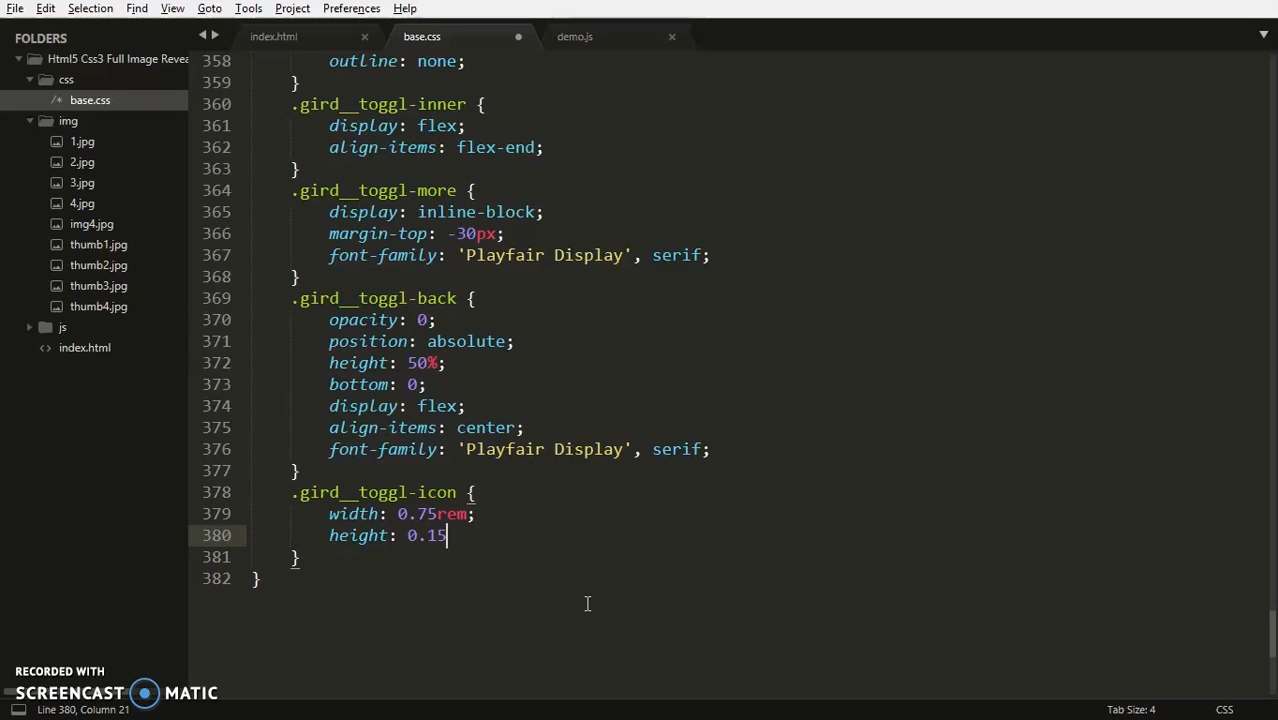 File Edit Selection Find View Goto Tools Project Preferences Help
FOLDERS
Html5 Css3 Full Image Revea
css
/* base.css
img
1.jpg
2.jpg
3.jpg
4.jpg
img4.jpg
thumb1.jpg
thumb2.jpg
thumb3.jpg
thumb4.jpg
js
<> index.html
index.html × base.css demo.js ×
358 outline: none;
359 }
360 .gird__toggl-inner {
361 display: flex;
362 align-items: flex-end;
363 }
364 .gird__toggl-more {
365 display: inline-block;
366 margin-top: -30px;
367 font-family: 'Playfair Display', serif;
368 }
369 .gird__toggl-back {
370 opacity: 0;
371 position: absolute;
372 height: 50%;
373 bottom: 0;
374 display: flex;
375 align-items: center;
376 font-family: 'Playfair Display', serif;
377 }
378 .gird__toggl-icon {
379 width: 0.75rem;
380 height: 0.15
381 }
382 }
RECORDED WITH
SCREENCAST MATIC
Line 380, Column 21 Tab Size: 4 CSS